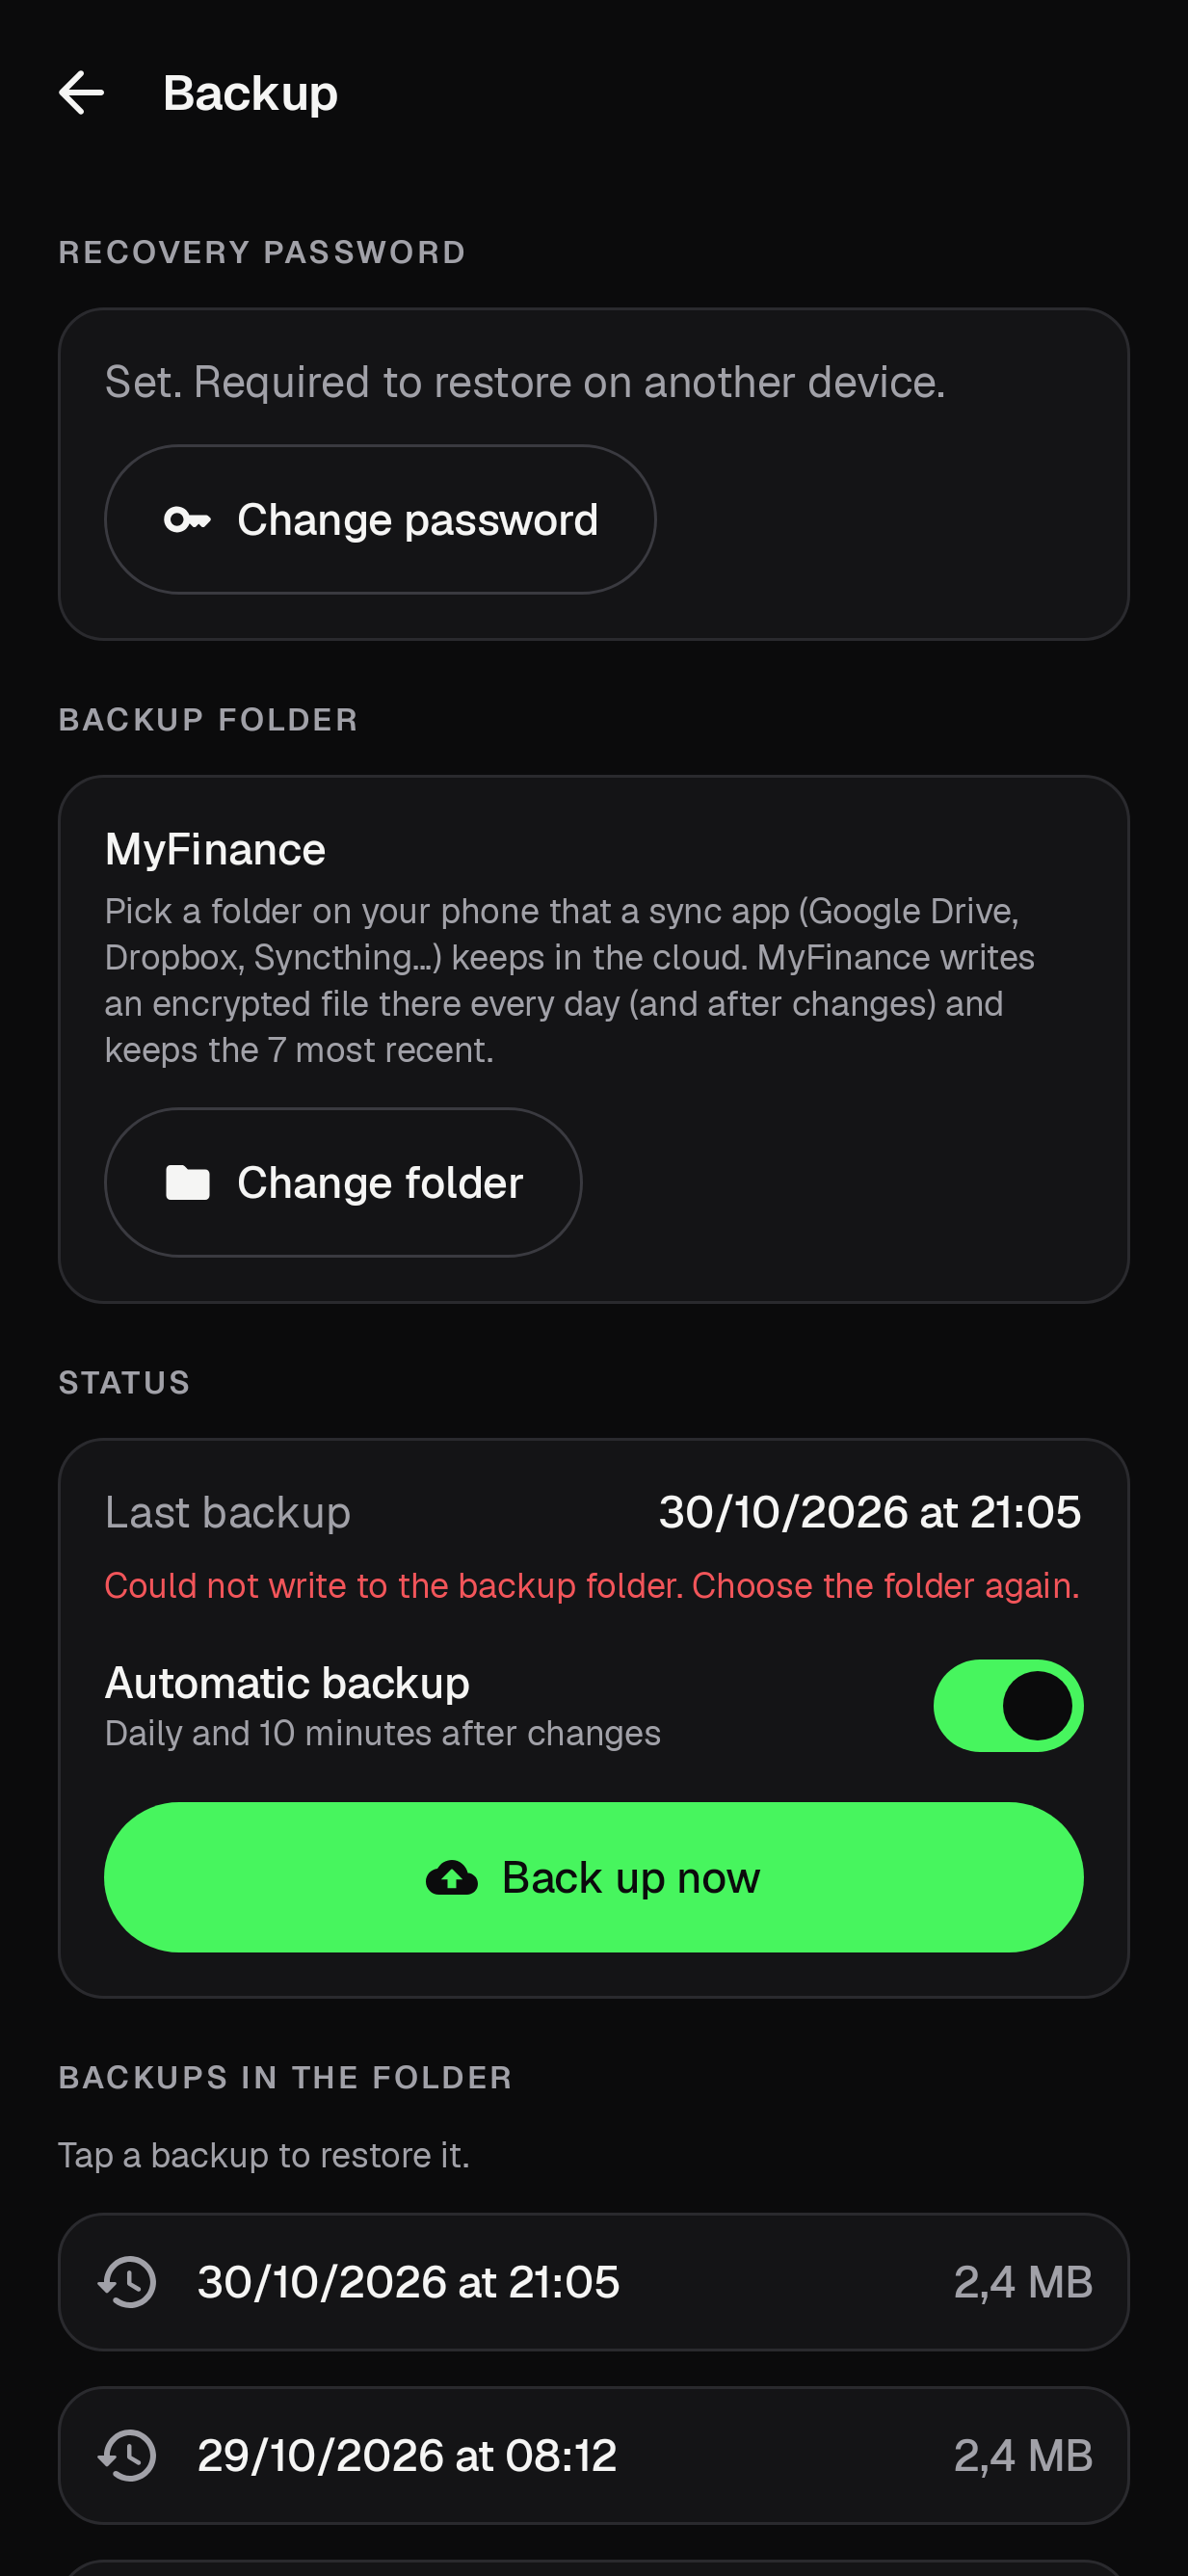 Backup
RECOVERY PASSWORD
Set. Required to restore on another device.
Change password
BACKUP FOLDER
MyFinance
Pick a folder on your phone that a sync app (Google Drive,
Dropbox, Syncthing...) keeps in the cloud. MyFinance writes
an encrypted file there every day (and after changes) and
keeps the 7 most recent.
Change folder
STATUS
Last backup 30/10/2026 at 21:05
Could not write to the backup folder. Choose the folder again.
Automatic backup
Daily and 10 minutes after changes
Back up now
BACKUPS IN THE FOLDER
Tap a backup to restore it.
30/10/2026 at 21:05 2,4 MB
29/10/2026 at 08:12 2,4 MB